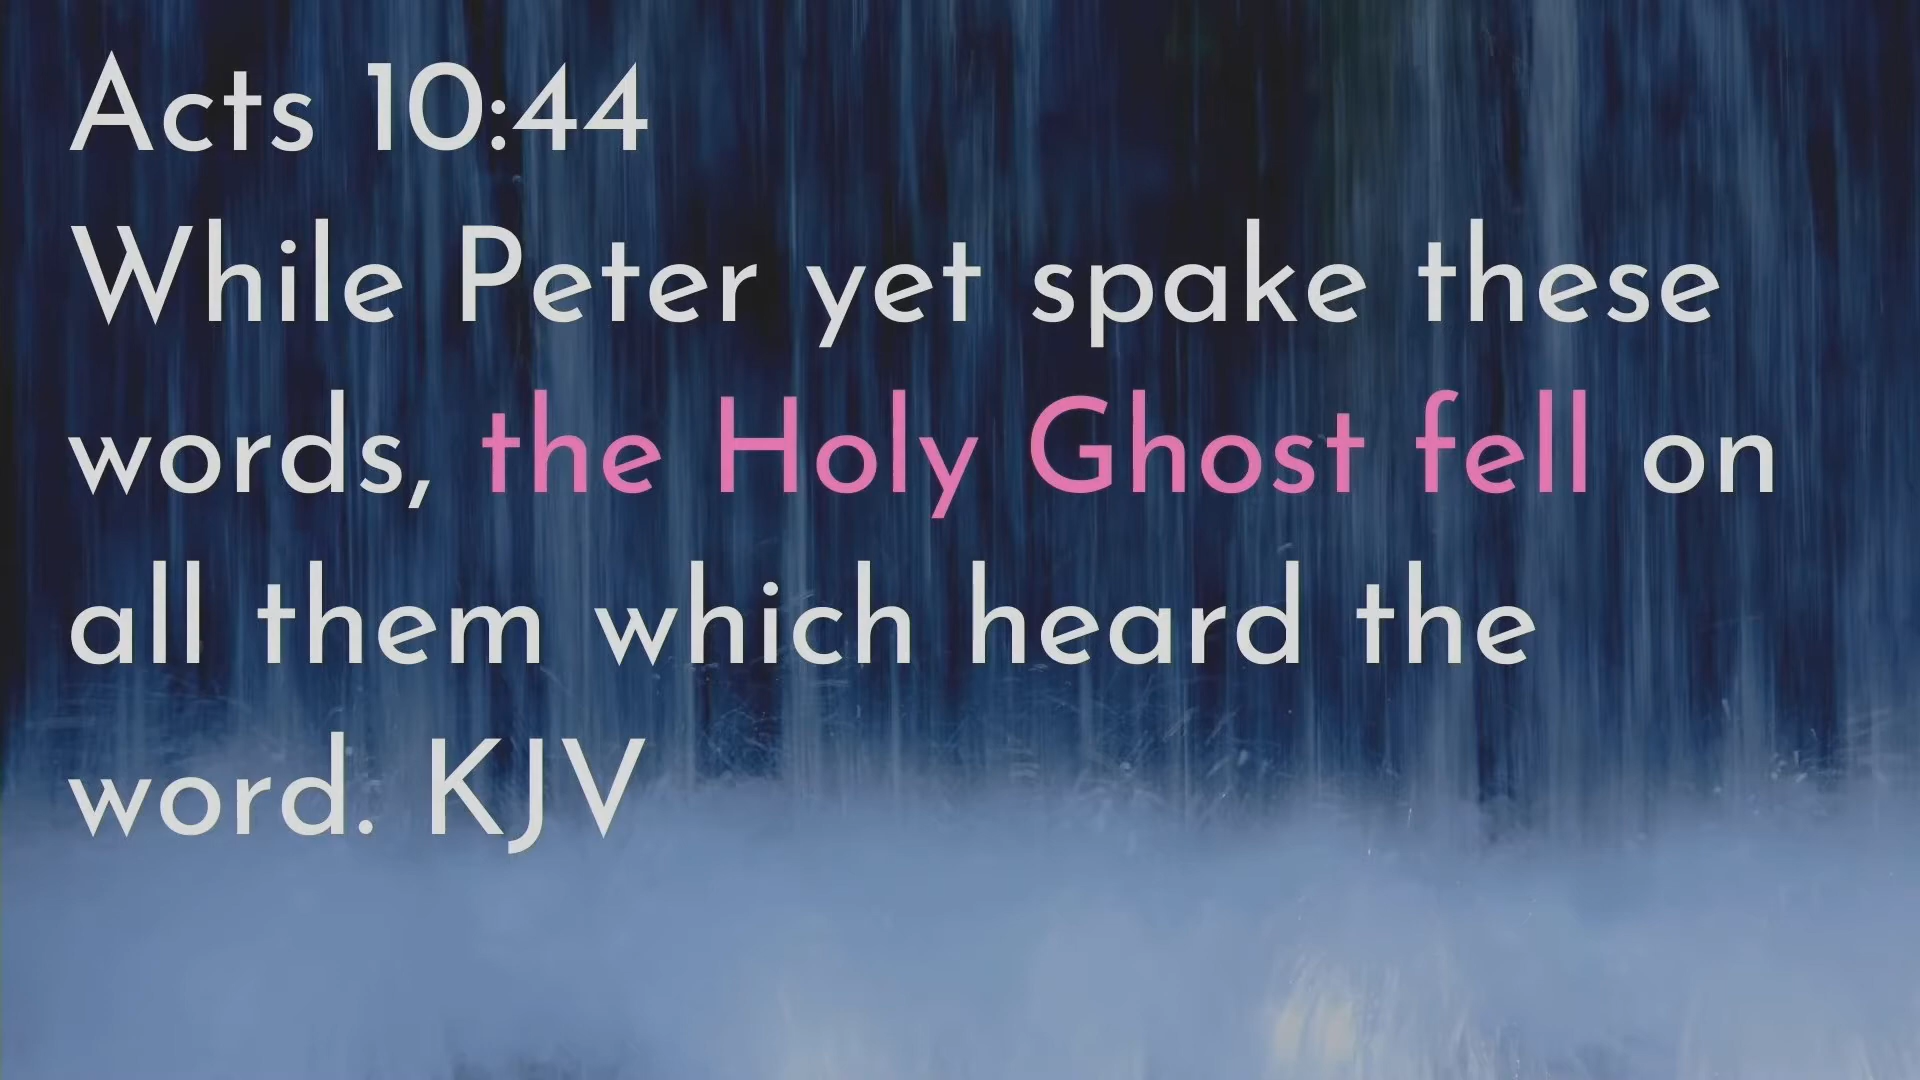 Acts 10:44
While Peter yet spake these
words, the Holy Ghost fell on
all them which heard the
word. KJV